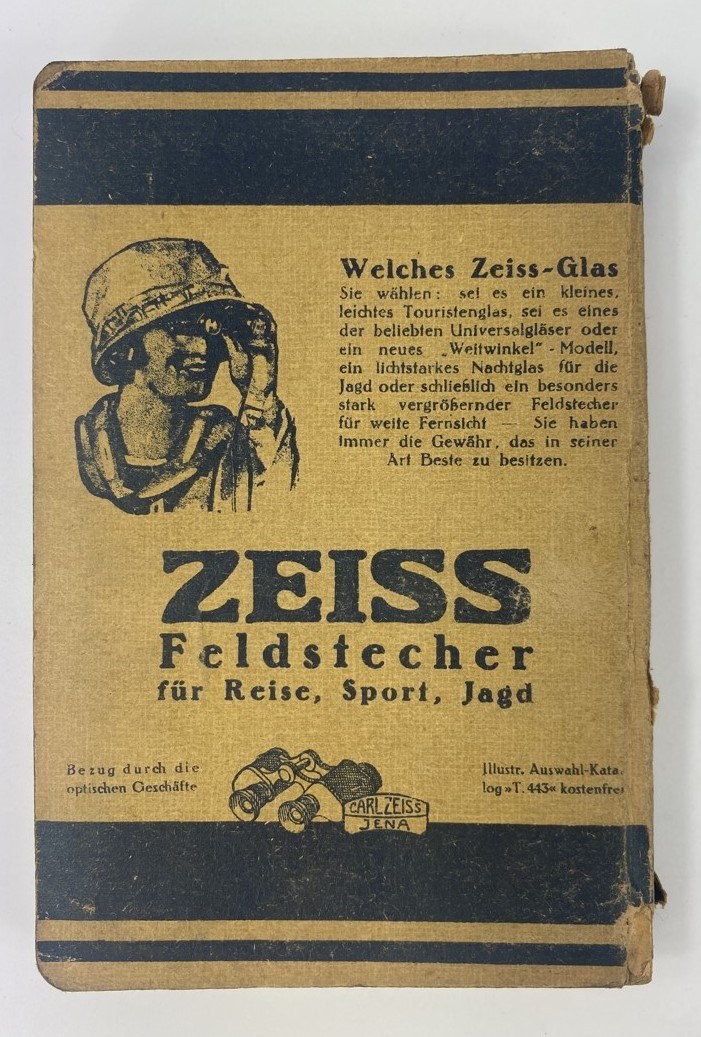 Welches Zeiss-Glas
Sie wählen: sei es ein kleines,
leichtes Touristenglas, sei es eines
der beliebten Universalgläser oder
ein neues „Weitwinkel“-Modell,
ein lichtstarkes Nachtglas für die
Jagd oder schließlich ein besonders
stark vergrößernder Feldstecher
für weite Fernsicht — Sie haben
immer die Gewähr, das in seiner
Art Beste zu besitzen.
ZEISS
Feldstecher
für Reise, Sport, Jagd
Bezug durch die
optischen Geschäfte
CARL ZEISS
JENA
Illustr. Auswahl-Kata-
log »T. 443« kostenfrei